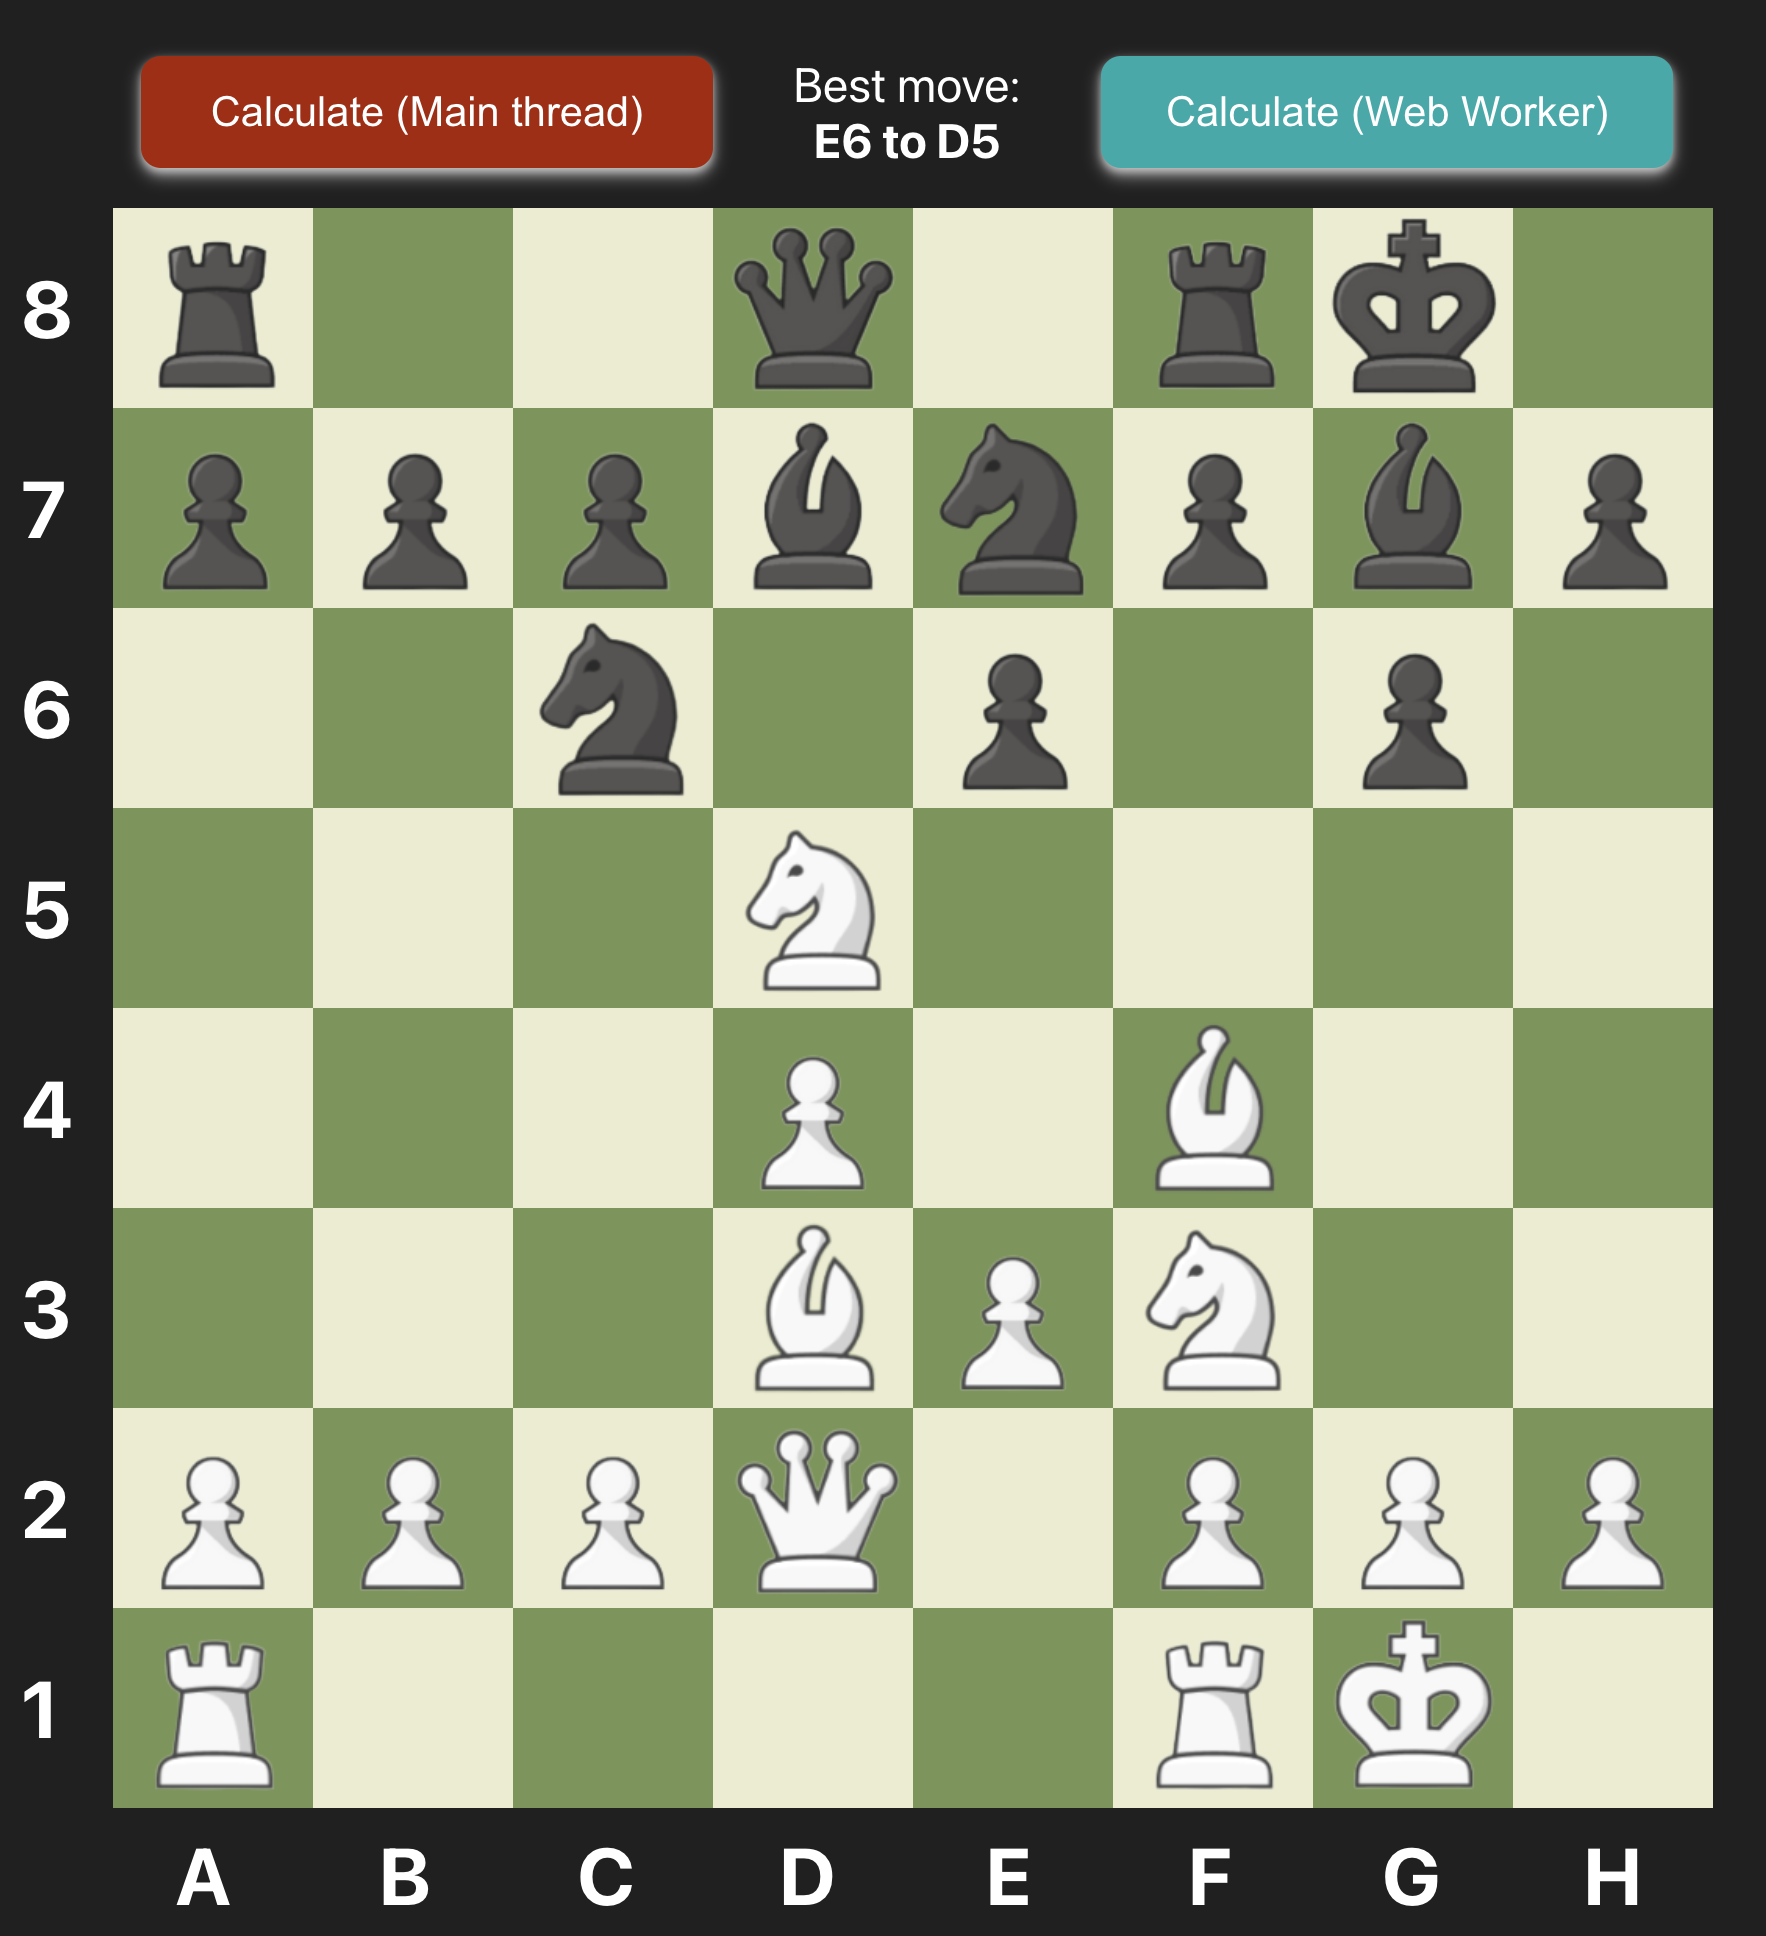 Calculate (Main thread)
Best move:
E6 to D5
Calculate (Web Worker)
8
7
6
5
4
3
2
1
A B C D E F G H